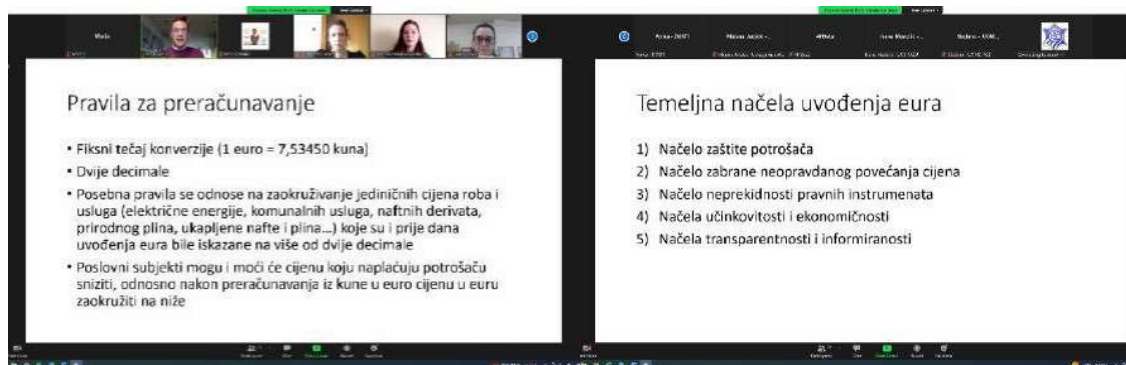 Pravila za preračunavanje
• Fiksni tečaj konverzije (1 euro = 7,53450 kuna)
• Dvije decimale
• Posebna pravila se odnose na zaokruživanje jediničnih cijena roba i
usluga (električne energije, komunalnih usluga, naftnih derivata,
prirodnog plina, ukapljene nafte i plina...) koje su i prije dana
uvođenja eura bile iskazane na više od dvije decimale
• Poslovni subjekti mogu i moći će cijenu koju naplaćuju potrošaču
sniziti, odnosno nakon preračunavanja iz kune u euro cijenu u euru
zaokružiti na niže
Temeljna načela uvođenja eura
1) Načelo zaštite potrošača
2) Načelo zabrane neopravdanog povećanja cijena
3) Načelo neprekidnosti pravnih instrumenata
4) Načela učinkovitosti i ekonomičnosti
5) Načela transparentnosti i informiranosti